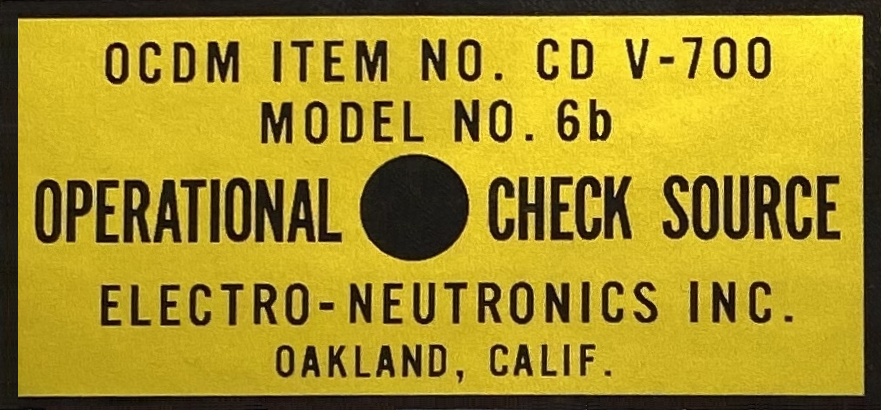 OCDM ITEM NO. CD V-700
MODEL NO. 6b
OPERATIONAL CHECK SOURCE
ELECTRO-NEUTRONICS INC.
OAKLAND, CALIF.